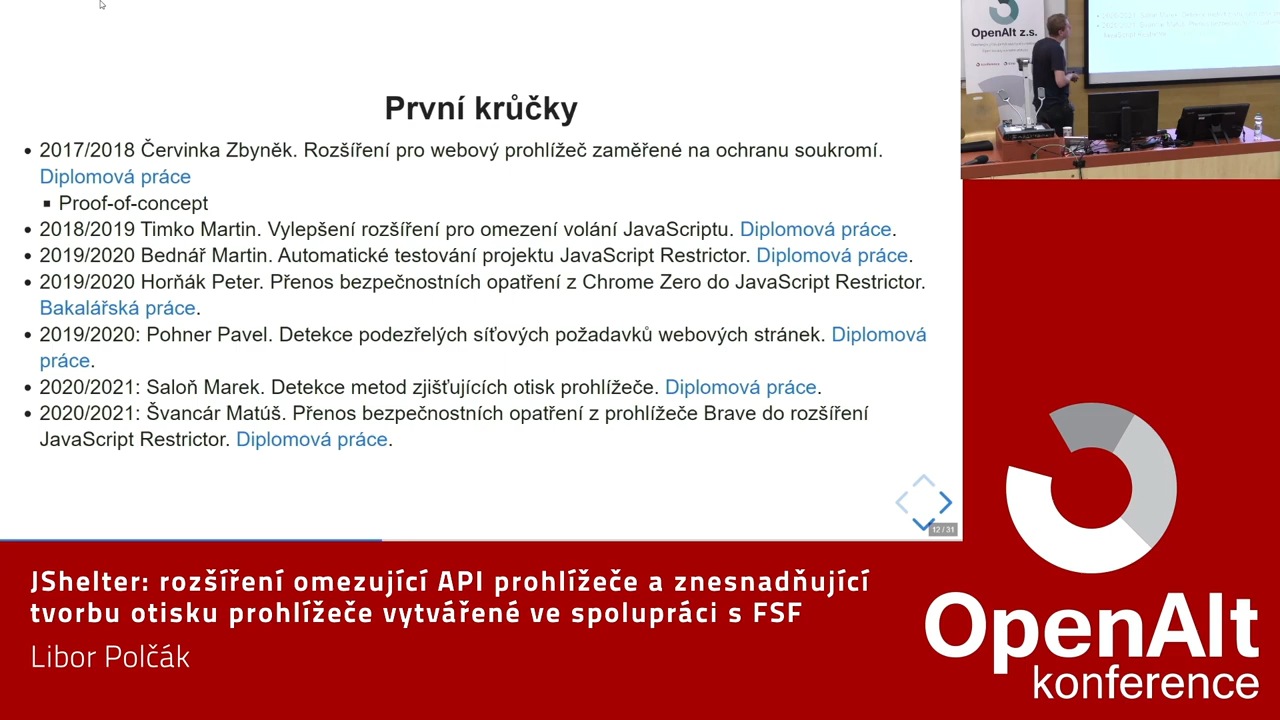 První krůčky
2017/2018 Červinka Zbyněk. Rozšíření pro webový prohlížeč zaměřené na ochranu soukromí.
Diplomová práce
Proof-of-concept
2018/2019 Timko Martin. Vylepšení rozšíření pro omezení volání JavaScriptu. Diplomová práce.
2019/2020 Bednář Martin. Automatické testování projektu JavaScript Restrictor. Diplomová práce.
2019/2020 Horňák Peter. Přenos bezpečnostních opatření z Chrome Zero do JavaScript Restrictor.
Bakalářská práce.
2019/2020: Pohner Pavel. Detekce podezřelých síťových požadavků webových stránek. Diplomová
práce.
2020/2021: Saloň Marek. Detekce metod zjišťujících otisk prohlížeče. Diplomová práce.
2020/2021: Švancár Matúš. Přenos bezpečnostních opatření z prohlížeče Brave do rozšíření
JavaScript Restrictor. Diplomová práce.
12 / 31
OpenAlt z.s.
JShelter: rozšíření omezující API prohlížeče a znesnadňující
tvorbu otisku prohlížeče vytvářené ve spolupráci s FSF
Libor Polčák
OpenAlt
konference